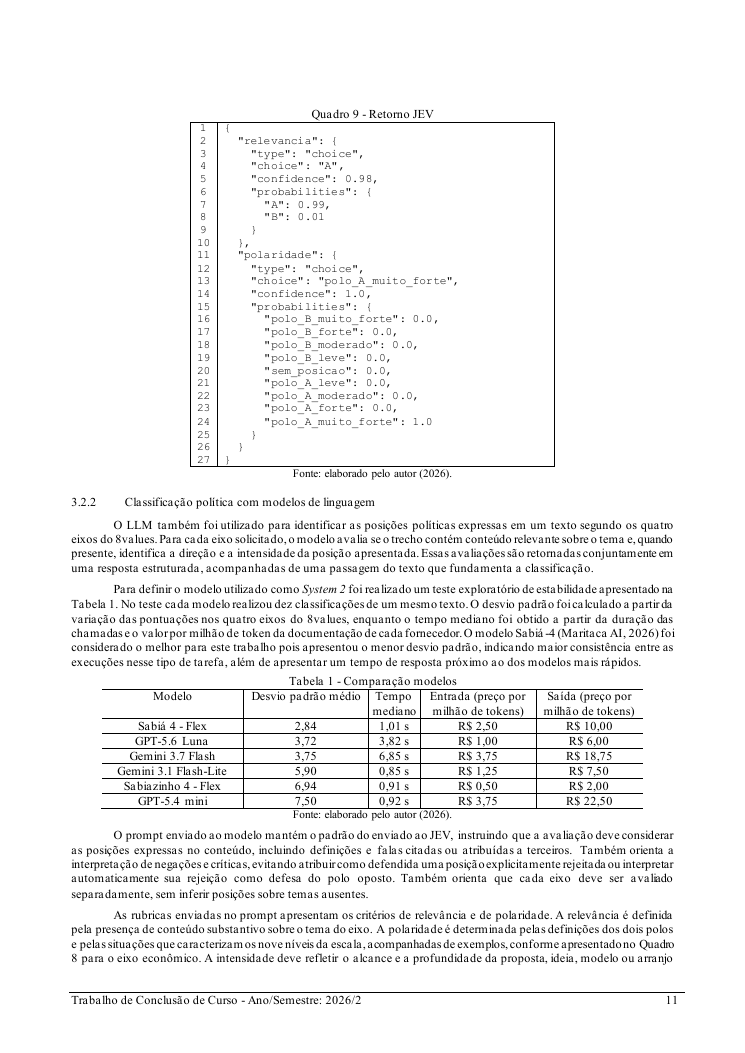 Quadro 9 - Retorno JEV
1 {
2 "relevancia": {
3 "type": "choice",
4 "choice": "A",
5 "confidence": 0.98,
6 "probabilities": {
7 "A": 0.99,
8 "B": 0.01
9 }
10 },
11 "polaridade": {
12 "type": "choice",
13 "choice": "polo_A_muito_forte",
14 "confidence": 1.0,
15 "probabilities": {
16 "polo_B_muito_forte": 0.0,
17 "polo_B_forte": 0.0,
18 "polo_B_moderado": 0.0,
19 "polo_B_leve": 0.0,
20 "sem_posicao": 0.0,
21 "polo_A_leve": 0.0,
22 "polo_A_moderado": 0.0,
23 "polo_A_forte": 0.0,
24 "polo_A_muito_forte": 1.0
25 }
26 }
27 }
Fonte: elaborado pelo autor (2026).
3.2.2 Classificação política com modelos de linguagem
O LLM também foi utilizado para identificar as posições políticas expressas em um texto segundo os quatro
eixos do 8values. Para cada eixo solicitado, o modelo avalia se o trecho contém conteúdo relevante sobre o tema e, quando
presente, identifica a direção e a intensidade da posição apresentada. Essas avaliações são retornadas conjuntamente em
uma resposta estruturada, acompanhadas de uma passagem do texto que fundamenta a classificação.
Para definir o modelo utilizado como System 2 foi realizado um teste exploratório de estabilidade apresentado na
Tabela 1. No teste cada modelo realizou dez classificações de um mesmo texto. O desvio padrão foi calculado a partir da
variação das pontuações nos quatro eixos do 8values, enquanto o tempo mediano foi obtido a partir da duração das
chamadas e o valor por milhão de token da documentação de cada fornecedor. O modelo Sabiá-4 (Maritaca AI, 2026) foi
considerado o melhor para este trabalho pois apresentou o menor desvio padrão, indicando maior consistência entre as
execuções nesse tipo de tarefa, além de apresentar um tempo de resposta próximo ao dos modelos mais rápidos.
Tabela 1 - Comparação modelos
Modelo Desvio padrão médio Tempo mediano Entrada (preço por milhão de tokens) Saída (preço por milhão de tokens)
Sabiá 4 - Flex 2,84 1,01 s R$ 2,50 R$ 10,00
GPT-5.6 Luna 3,72 3,82 s R$ 1,00 R$ 6,00
Gemini 3.7 Flash 3,75 6,85 s R$ 3,75 R$ 18,75
Gemini 3.1 Flash-Lite 5,90 0,85 s R$ 1,25 R$ 7,50
Sabiazinho 4 - Flex 6,94 0,91 s R$ 0,50 R$ 2,00
GPT-5.4 mini 7,50 0,92 s R$ 3,75 R$ 22,50
Fonte: elaborado pelo autor (2026).
O prompt enviado ao modelo mantém o padrão do enviado ao JEV, instruindo que a avaliação deve considerar
as posições expressas no conteúdo, incluindo definições e falas citadas ou atribuídas a terceiros. Também orienta a
interpretação de negações e críticas, evitando atribuir como defendida uma posição explicitamente rejeitada ou interpretar
automaticamente sua rejeição como defesa do polo oposto. Também orienta que cada eixo deve ser avaliado
separadamente, sem inferir posições sobre temas ausentes.
As rubricas enviadas no prompt apresentam os critérios de relevância e de polaridade. A relevância é definida
pela presença de conteúdo substantivo sobre o tema do eixo. A polaridade é determinada pelas definições dos dois polos
e pelas situações que caracterizam os nove níveis da escala, acompanhadas de exemplos, conforme apresentado no Quadro
8 para o eixo econômico. A intensidade deve refletir o alcance e a profundidade da proposta, ideia, modelo ou arranjo
Trabalho de Conclusão de Curso - Ano/Semestre: 2026/2 11